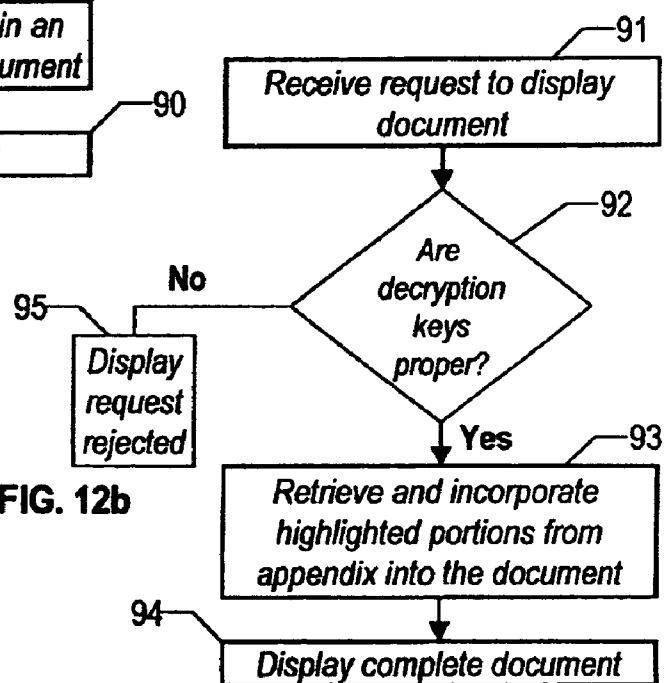 in an
ument
90
91
Receive request to display
document
92
Are
decryption
keys
proper?
No
95
Display
request
rejected
Yes
93
Retrieve and incorporate
highlighted portions from
appendix into the document
94
Display complete document
FIG. 12b